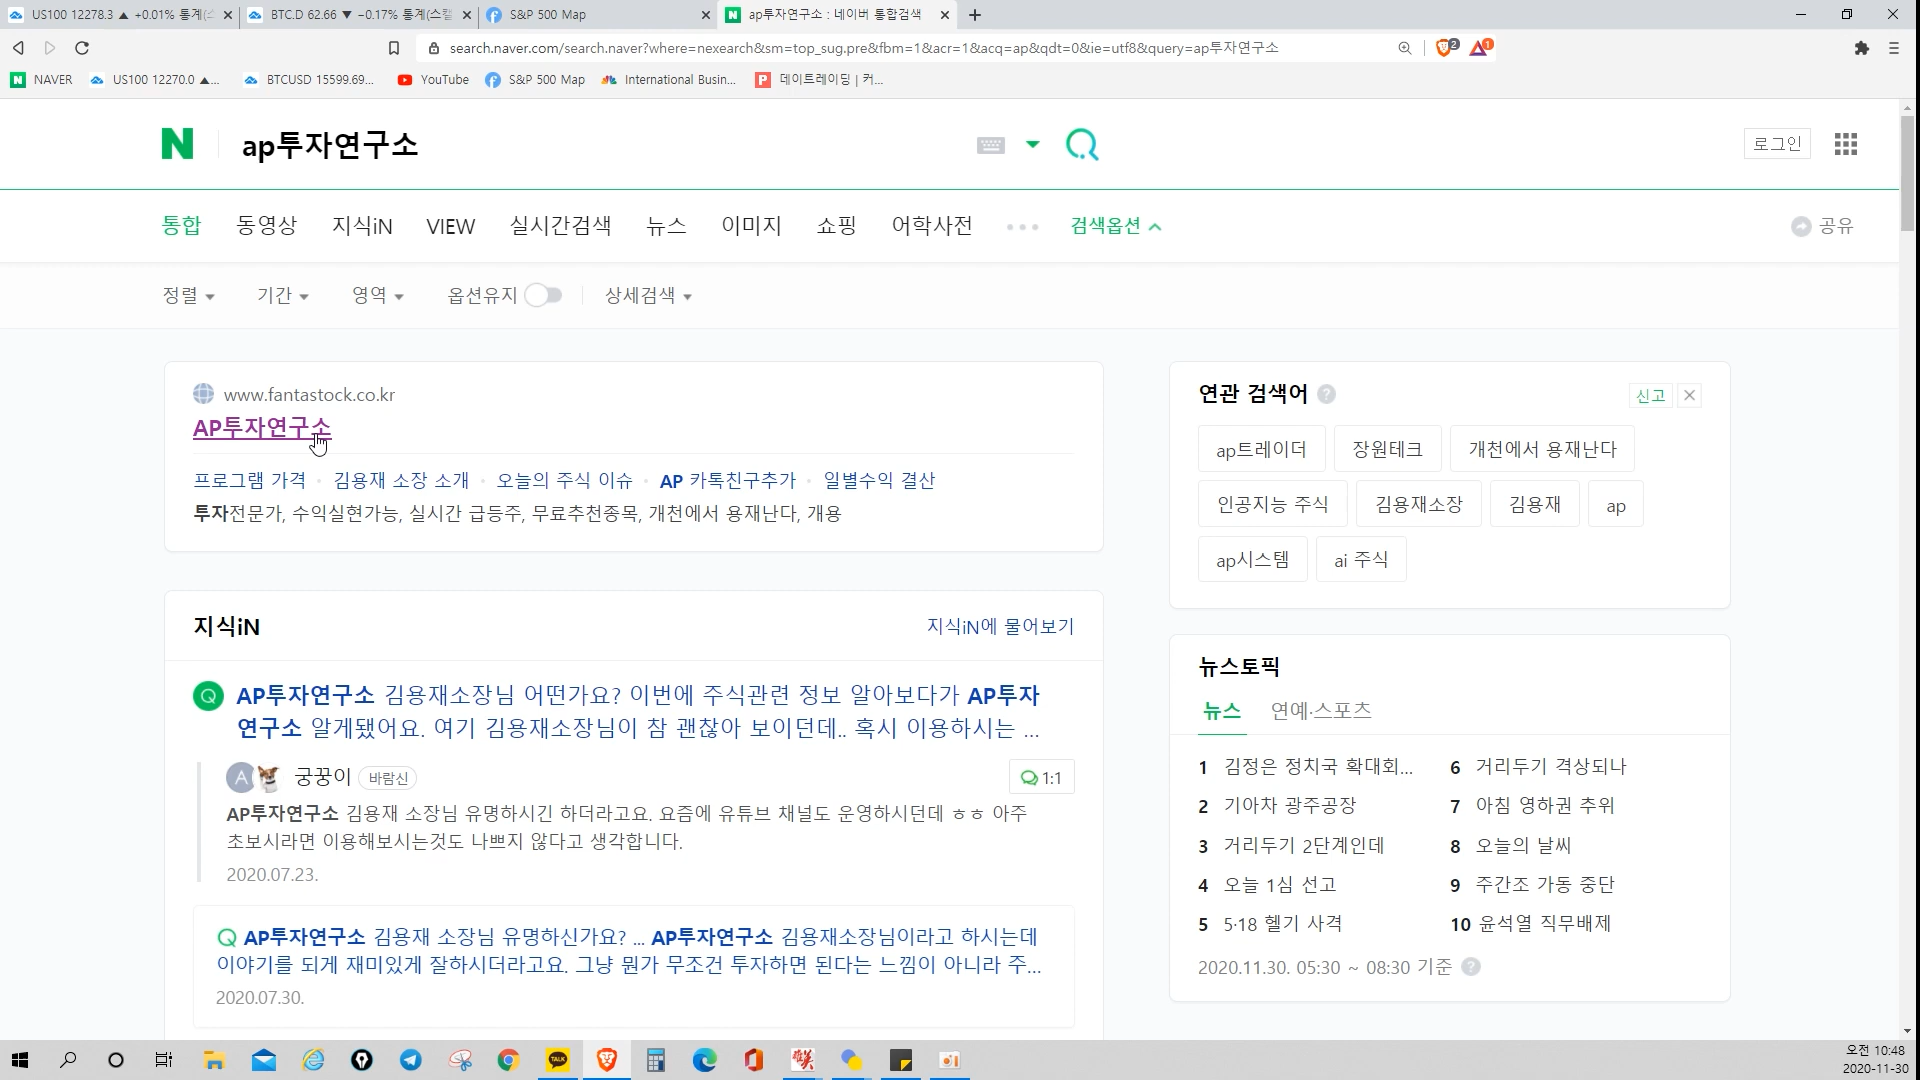 US100 12278.3 ▲ +0.01% 통계(스
BTC.D 62.66 ▼ −0.17% 통계(스캘
S&P 500 Map
ap투자연구소 : 네이버 통합검색
search.naver.com/search.naver?where=nexearch&sm=top_sug.pre&fbm=1&acr=1&acq=ap&qdt=0&ie=utf8&query=ap투자연구소
2
1
NAVER
US100 12270.0 ▲...
BTCUSD 15599.69...
YouTube
S&P 500 Map
International Busin...
데이트레이딩 | 커...
N
ap투자연구소
로그인
통합 동영상 지식iN VIEW 실시간검색 뉴스 이미지 쇼핑 어학사전 검색옵션
공유
정렬 기간 영역 옵션유지 상세검색
www.fantastock.co.kr
AP투자연구소
프로그램 가격 · 김용재 소장 소개 · 오늘의 주식 이슈 · AP 카톡친구추가 · 일별수익 결산
투자전문가, 수익실현가능, 실시간 급등주, 무료추천종목, 개천에서 용재난다, 개용
지식iN
지식iN에 물어보기
AP투자연구소 김용재소장님 어떤가요? 이번에 주식관련 정보 알아보다가 AP투자
연구소 알게됐어요. 여기 김용재소장님이 참 괜찮아 보이던데.. 혹시 이용하시는 ...
A 궁꿍이 바람신
1:1
AP투자연구소 김용재 소장님 유명하시긴 하더라고요. 요즘에 유튜브 채널도 운영하시던데 ㅎㅎ 아주
초보시라면 이용해보시는것도 나쁘지 않다고 생각합니다.
2020.07.23.
AP투자연구소 김용재 소장님 유명하신가요? ... AP투자연구소 김용재소장님이라고 하시는데
이야기를 되게 재미있게 잘하시더라고요. 그냥 뭔가 무조건 투자하면 된다는 느낌이 아니라 주...
2020.07.30.
연관 검색어
신고
ap트레이더 장원테크 개천에서 용재난다
인공지능 주식 김용재소장 김용재 ap
ap시스템 ai 주식
뉴스토픽
뉴스 연예·스포츠
1 김정은 정치국 확대회...
2 기아차 광주공장
3 거리두기 2단계인데
4 오늘 1심 선고
5 5·18 헬기 사격
6 거리두기 격상되나
7 아침 영하권 추위
8 오늘의 날씨
9 주간조 가동 중단
10 윤석열 직무배제
2020.11.30. 05:30 ~ 08:30 기준
TALK
오전 10:48
2020-11-30